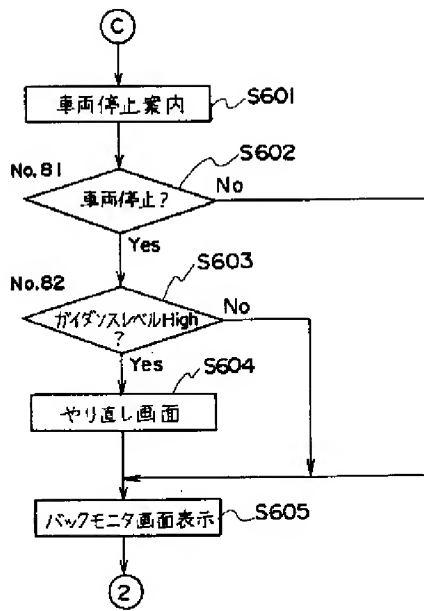 C
車両停止案内
S601
No.81
車両停止?
S602
No
Yes
No.82
ガイダンスレベルHigh
?
S603
No
Yes
S604
やり直し画面
バックモニタ画面表示
S605
2